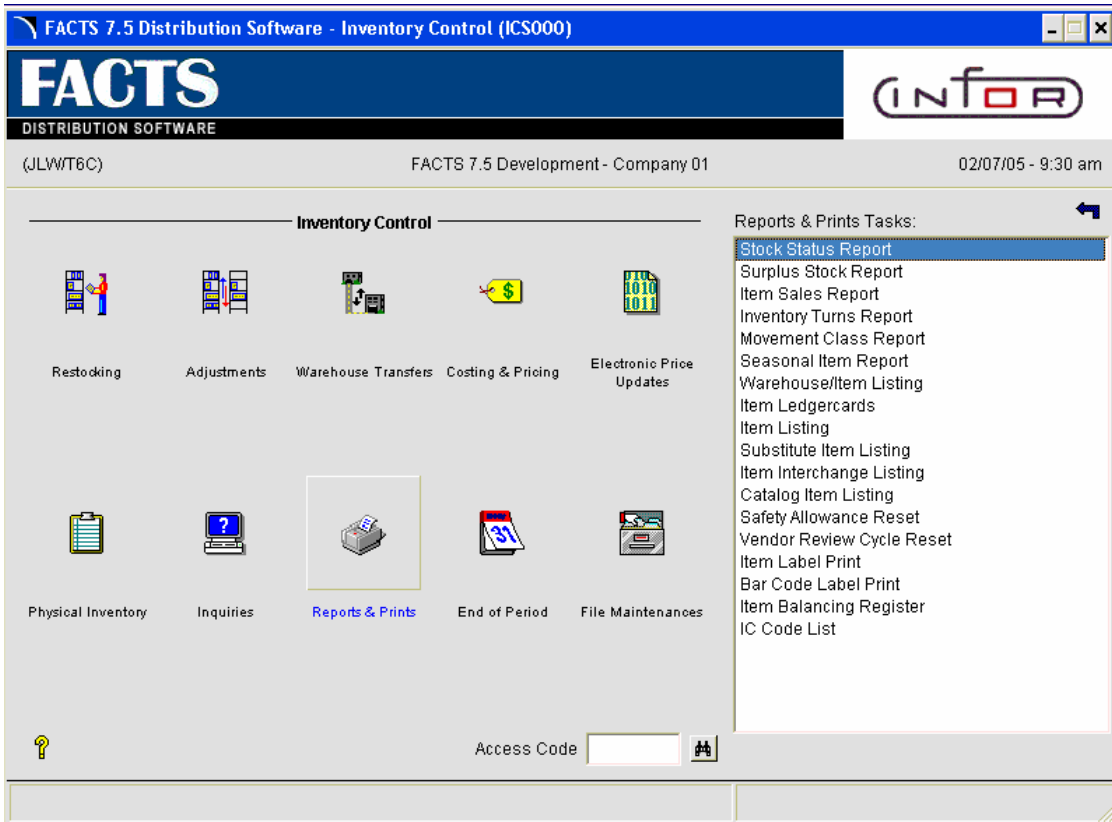 FACTS 7.5 Distribution Software - Inventory Control (ICS000)
FACTS
DISTRIBUTION SOFTWARE
INFOR
(JLW/T6C)
FACTS 7.5 Development - Company 01
02/07/05 - 9:30 am
Inventory Control
Restocking
Adjustments
Warehouse Transfers
Costing & Pricing
Electronic Price
Updates
Physical Inventory
Inquiries
Reports & Prints
End of Period
File Maintenances
Access Code
Reports & Prints Tasks:
Stock Status Report
Surplus Stock Report
Item Sales Report
Inventory Turns Report
Movement Class Report
Seasonal Item Report
Warehouse/Item Listing
Item Ledgercards
Item Listing
Substitute Item Listing
Item Interchange Listing
Catalog Item Listing
Safety Allowance Reset
Vendor Review Cycle Reset
Item Label Print
Bar Code Label Print
Item Balancing Register
IC Code List